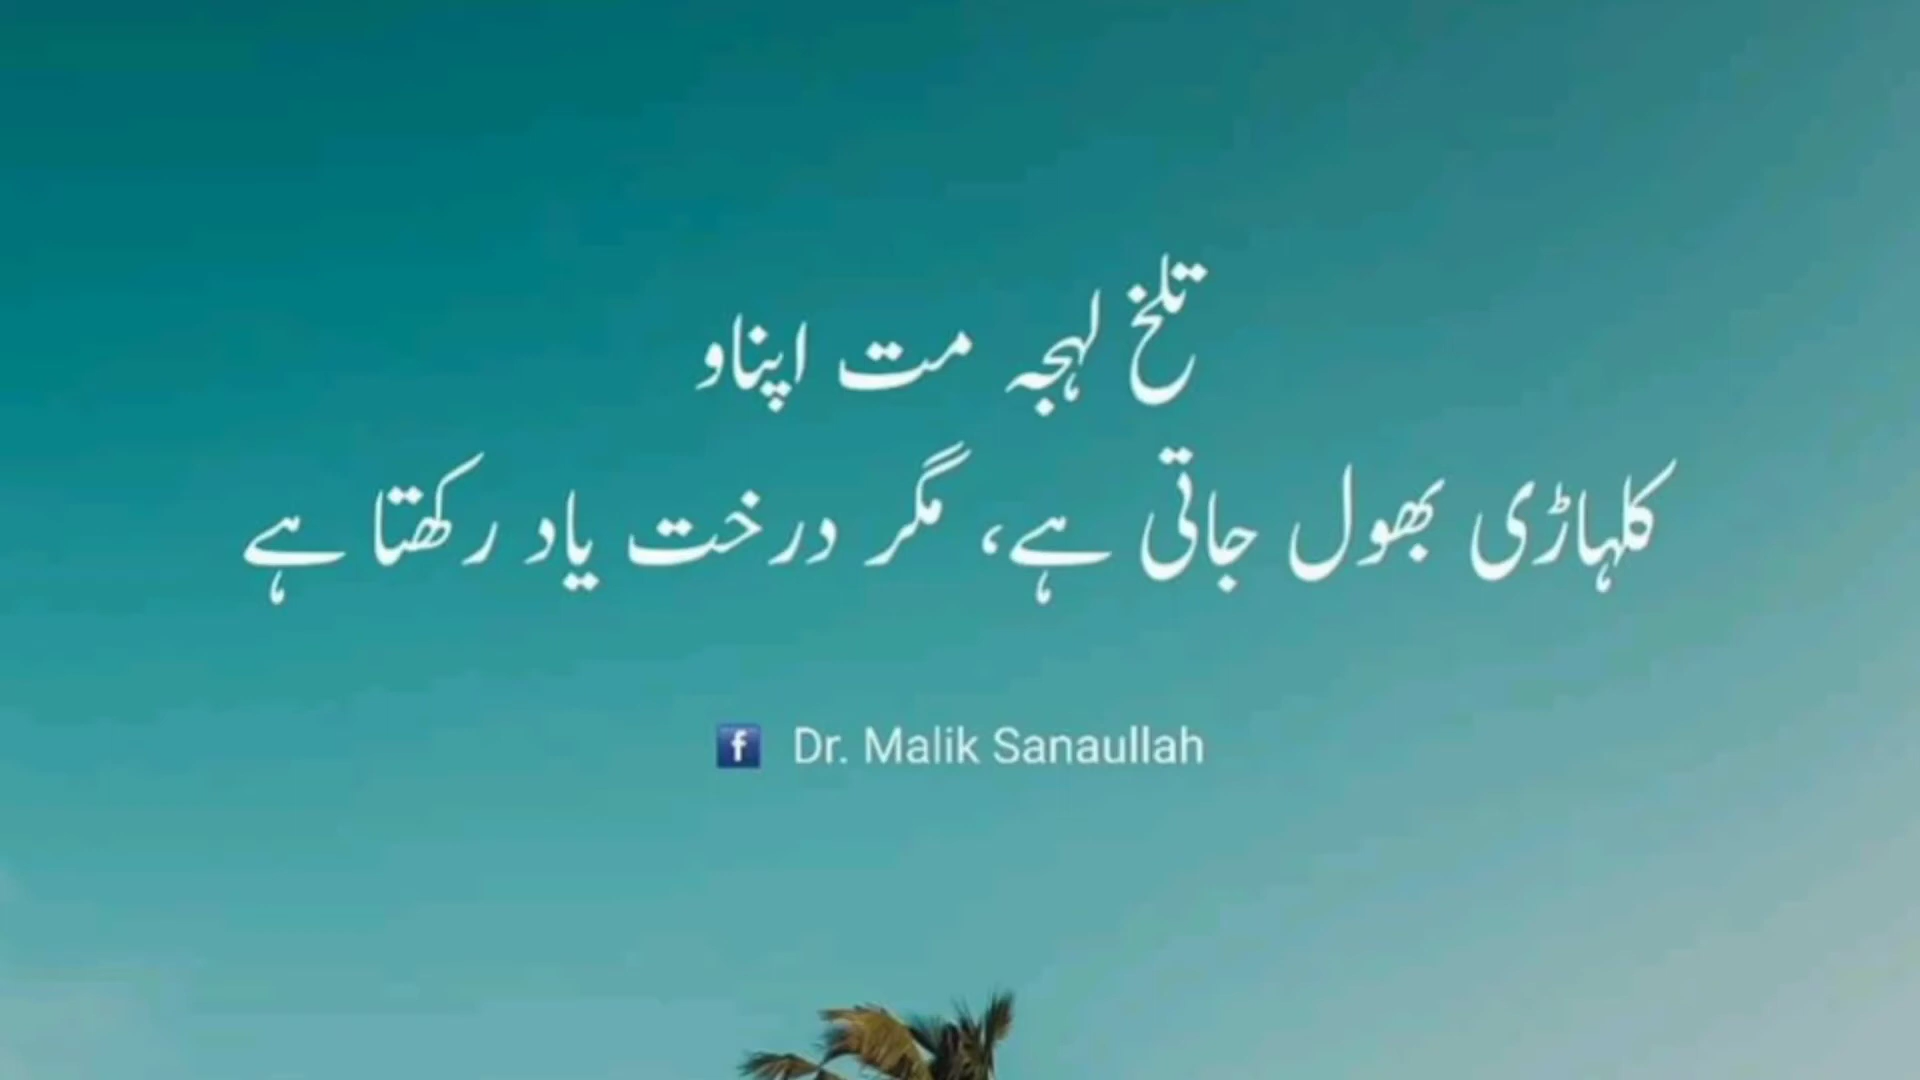 تلخ لہجہ مت اپناو
کلہاڑی بھول جاتی ہے، مگر درخت یاد رکھتا ہے
f Dr. Malik Sanaullah